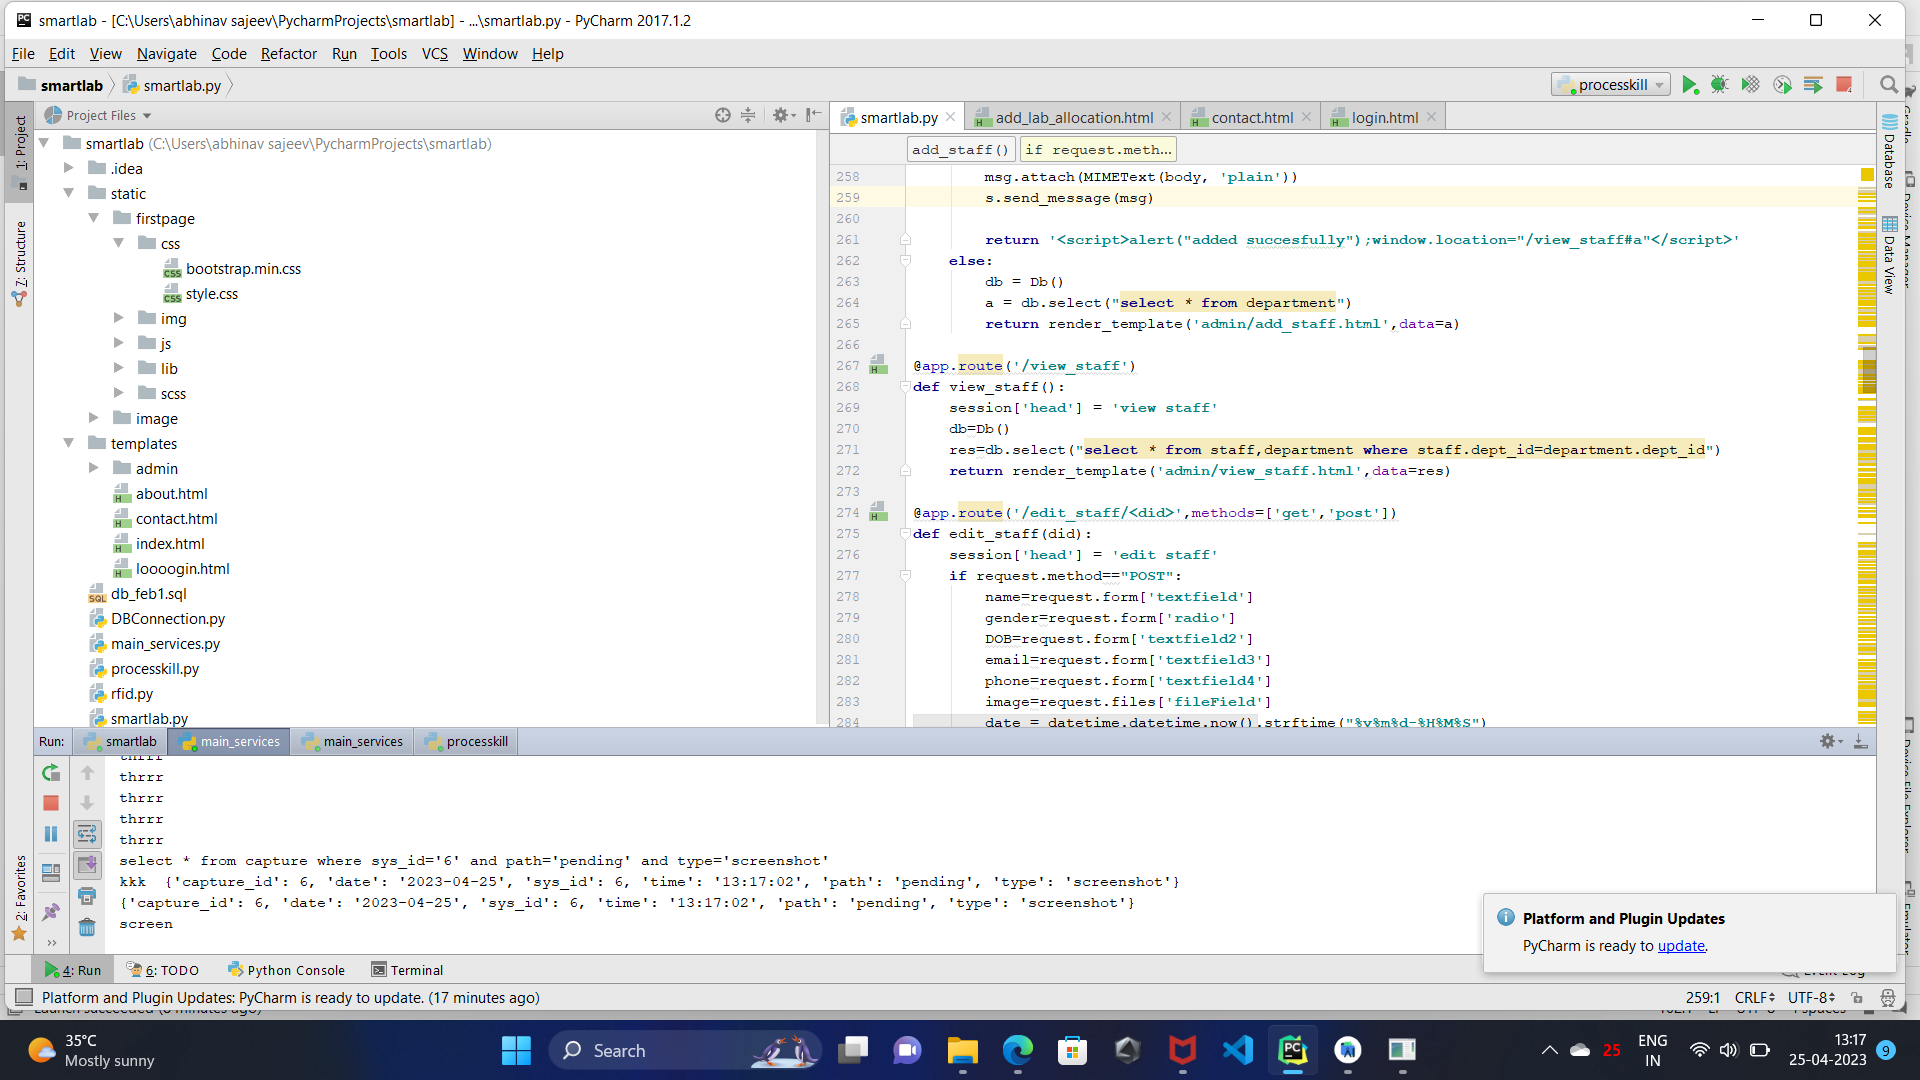 smartlab - [C:\Users\abhinav sajeev\PycharmProjects\smartlab] - ...\smartlab.py - PyCharm 2017.1.2
File Edit View Navigate Code Refactor Run Tools VCS Window Help
smartlab smartlab.py processkill
Project Files
smartlab.py add_lab_allocation.html contact.html login.html
1: Project
7: Structure
2: Favorites
smartlab (C:\Users\abhinav sajeev\PycharmProjects\smartlab)
.idea
static
firstpage
css
bootstrap.min.css
style.css
img
js
lib
scss
image
templates
admin
about.html
contact.html
index.html
loooogin.html
db_feb1.sql
DBConnection.py
main_services.py
processkill.py
rfid.py
smartlab.py
add_staff() if request.meth...
258 msg.attach(MIMEText(body, 'plain'))
259 s.send_message(msg)
260
261 return '<script>alert("added succesfully");window.location="/view_staff#a"</script>'
262 else:
263 db = Db()
264 a = db.select("select * from department")
265 return render_template('admin/add_staff.html',data=a)
266
267 @app.route('/view_staff')
268 def view_staff():
269 session['head'] = 'view staff'
270 db=Db()
271 res=db.select("select * from staff,department where staff.dept_id=department.dept_id")
272 return render_template('admin/view_staff.html',data=res)
273
274 @app.route('/edit_staff/<did>',methods=['get','post'])
275 def edit_staff(did):
276 session['head'] = 'edit staff'
277 if request.method=="POST":
278 name=request.form['textfield']
279 gender=request.form['radio']
280 DOB=request.form['textfield2']
281 email=request.form['textfield3']
282 phone=request.form['textfield4']
283 image=request.files['fileField']
284 date = datetime.datetime.now().strftime("%y%m%d-%H%M%S")
Database
Data View
Gradle
Device Manager
Device File Explorer
Emulator
Run: smartlab main_services main_services processkill
thrrr
thrrr
thrrr
thrrr
thrrr
select * from capture where sys_id='6' and path='pending' and type='screenshot'
kkk {'capture_id': 6, 'date': '2023-04-25', 'sys_id': 6, 'time': '13:17:02', 'path': 'pending', 'type': 'screenshot'}
{'capture_id': 6, 'date': '2023-04-25', 'sys_id': 6, 'time': '13:17:02', 'path': 'pending', 'type': 'screenshot'}
screen
Platform and Plugin Updates
PyCharm is ready to update.
4: Run 6: TODO Python Console Terminal Event Log
Platform and Plugin Updates: PyCharm is ready to update. (17 minutes ago) 259:1 CRLF UTF-8
35°C
Mostly sunny
Search
25
ENG
IN
13:17
25-04-2023
9